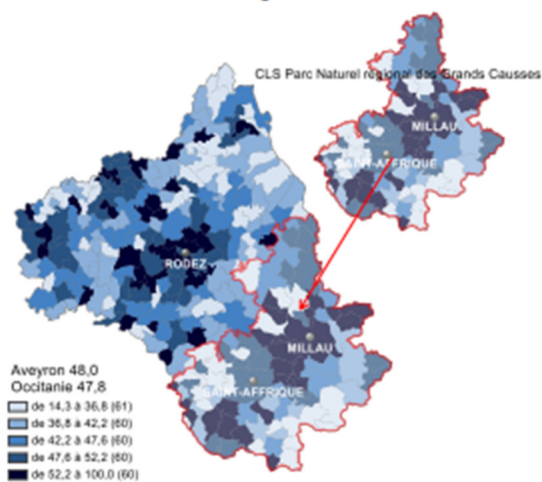 CLS Parc Naturel régional des Grands Causses
MILLAU
SAINT-AFFRIQUE
RODEZ
MILLAU
SAINT-AFFRIQUE
Aveyron 48,0
Occitanie 47,8
de 14,3 à 36,8 (61)
de 36,8 à 42,2 (60)
de 42,2 à 47,6 (60)
de 47,6 à 52,2 (60)
de 52,2 à 100,0 (60)